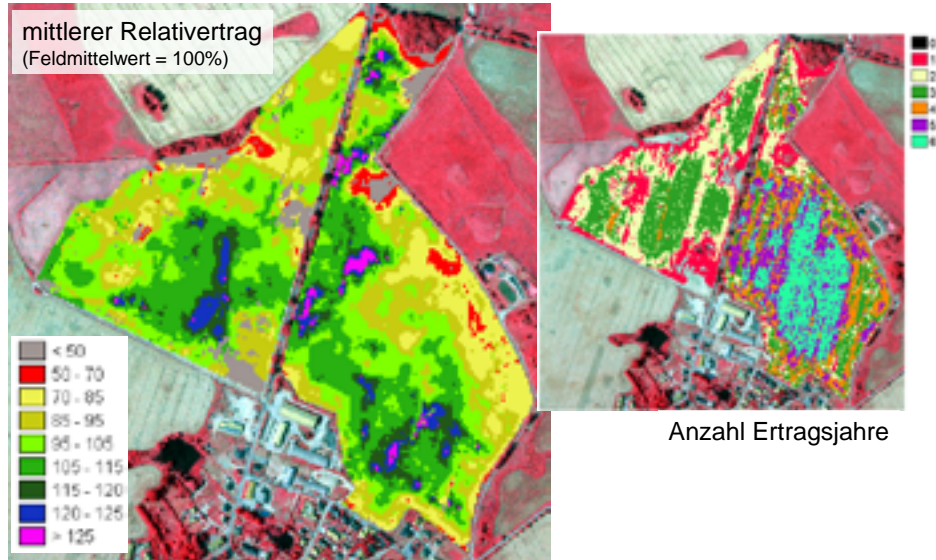 mittlerer Relativertrag
(Feldmittelwert = 100%)
0
1
2
3
4
5
6
< 50
50 - 70
70 - 85
85 - 95
95 - 105
105 - 115
115 - 120
120 - 125
> 125
Anzahl Ertragsjahre